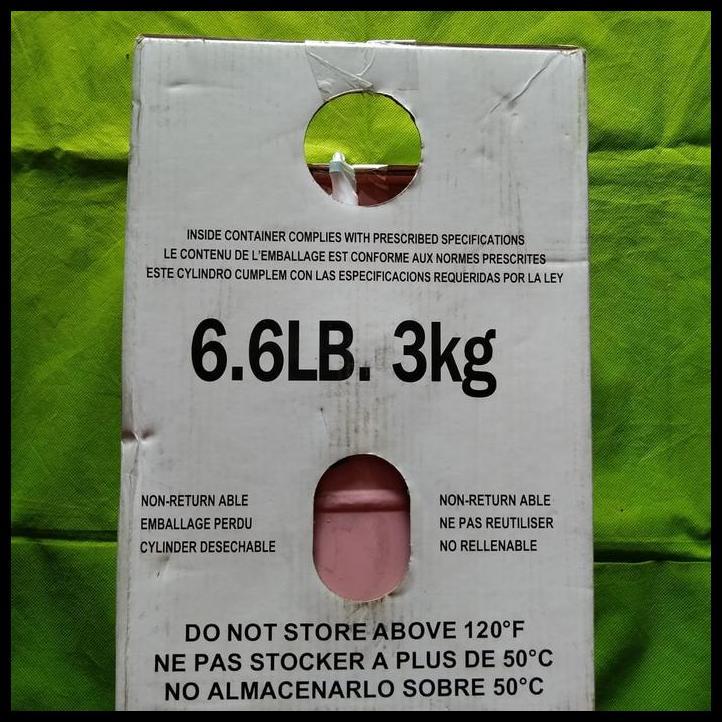 INSIDE CONTAINER COMPLIES WITH PRESCRIBED SPECIFICATIONS
LE CONTENU DE L'EMBALLAGE EST CONFORME AUX NORMES PRESCRITES
ESTE CYLINDRO CUMPLEM CON LAS ESPECIFICACIONS REQUERIDAS POR LA LEY
6.6LB. 3kg
NON-RETURN ABLE
EMBALLAGE PERDU
CYLINDER DESECHABLE
NON-RETURN ABLE
NE PAS REUTILISER
NO RELLENABLE
DO NOT STORE ABOVE 120°F
NE PAS STOCKER A PLUS DE 50°C
NO ALMACENARLO SOBRE 50°C